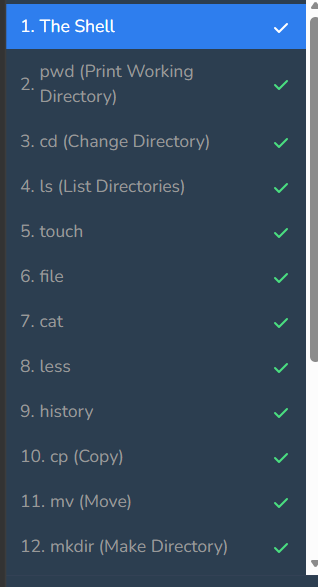 1. The Shell
2. pwd (Print Working
Directory)
3. cd (Change Directory)
4. ls (List Directories)
5. touch
6. file
7. cat
8. less
9. history
10. cp (Copy)
11. mv (Move)
12. mkdir (Make Directory)